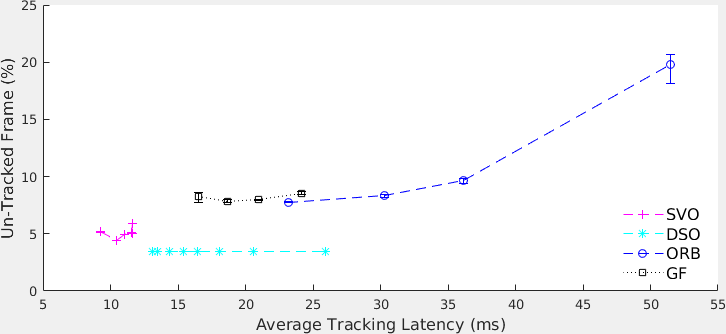 25
20
15
10
5
0
Un-Tracked Frame (%)
5 10 15 20 25 30 35 40 45 50 55
Average Tracking Latency (ms)
SVO
DSO
ORB
GF